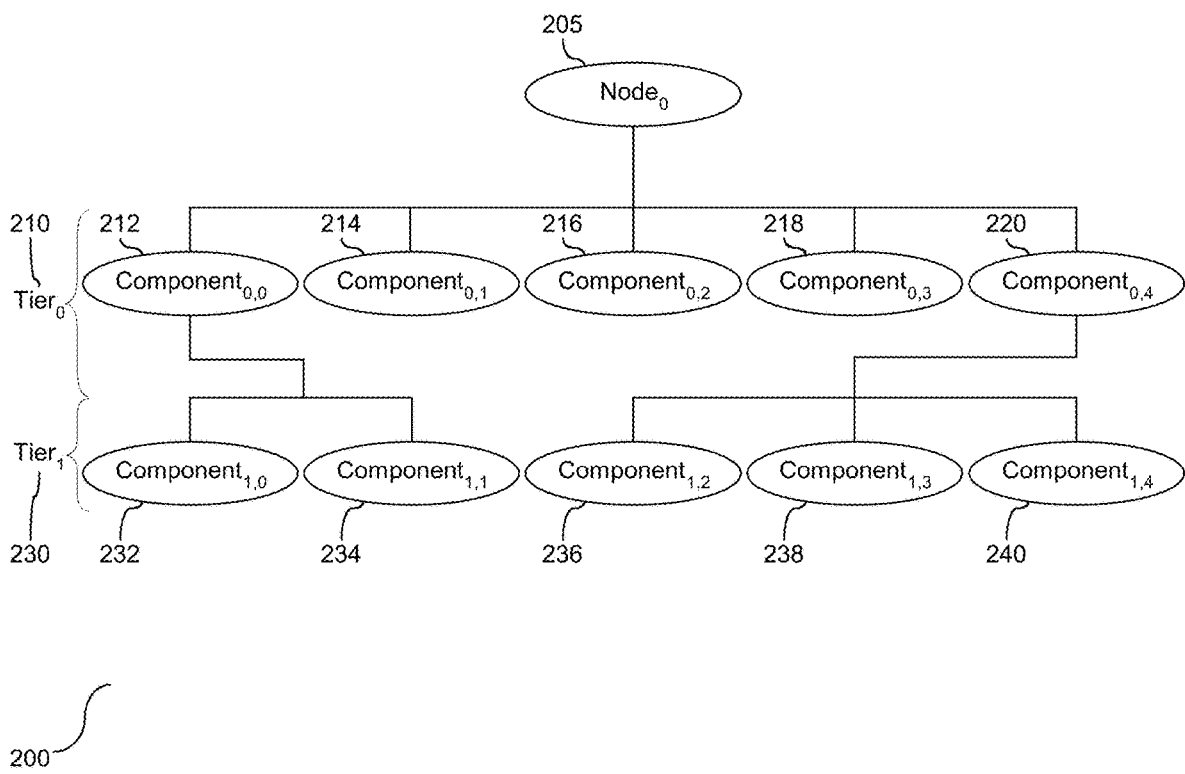 205
Node0
210 212 214 216 218 220
Component0,0 Component0,1 Component0,2 Component0,3 Component0,4
Tier0
Tier1
Component1,0 Component1,1 Component1,2 Component1,3 Component1,4
230 232 234 236 238 240
200